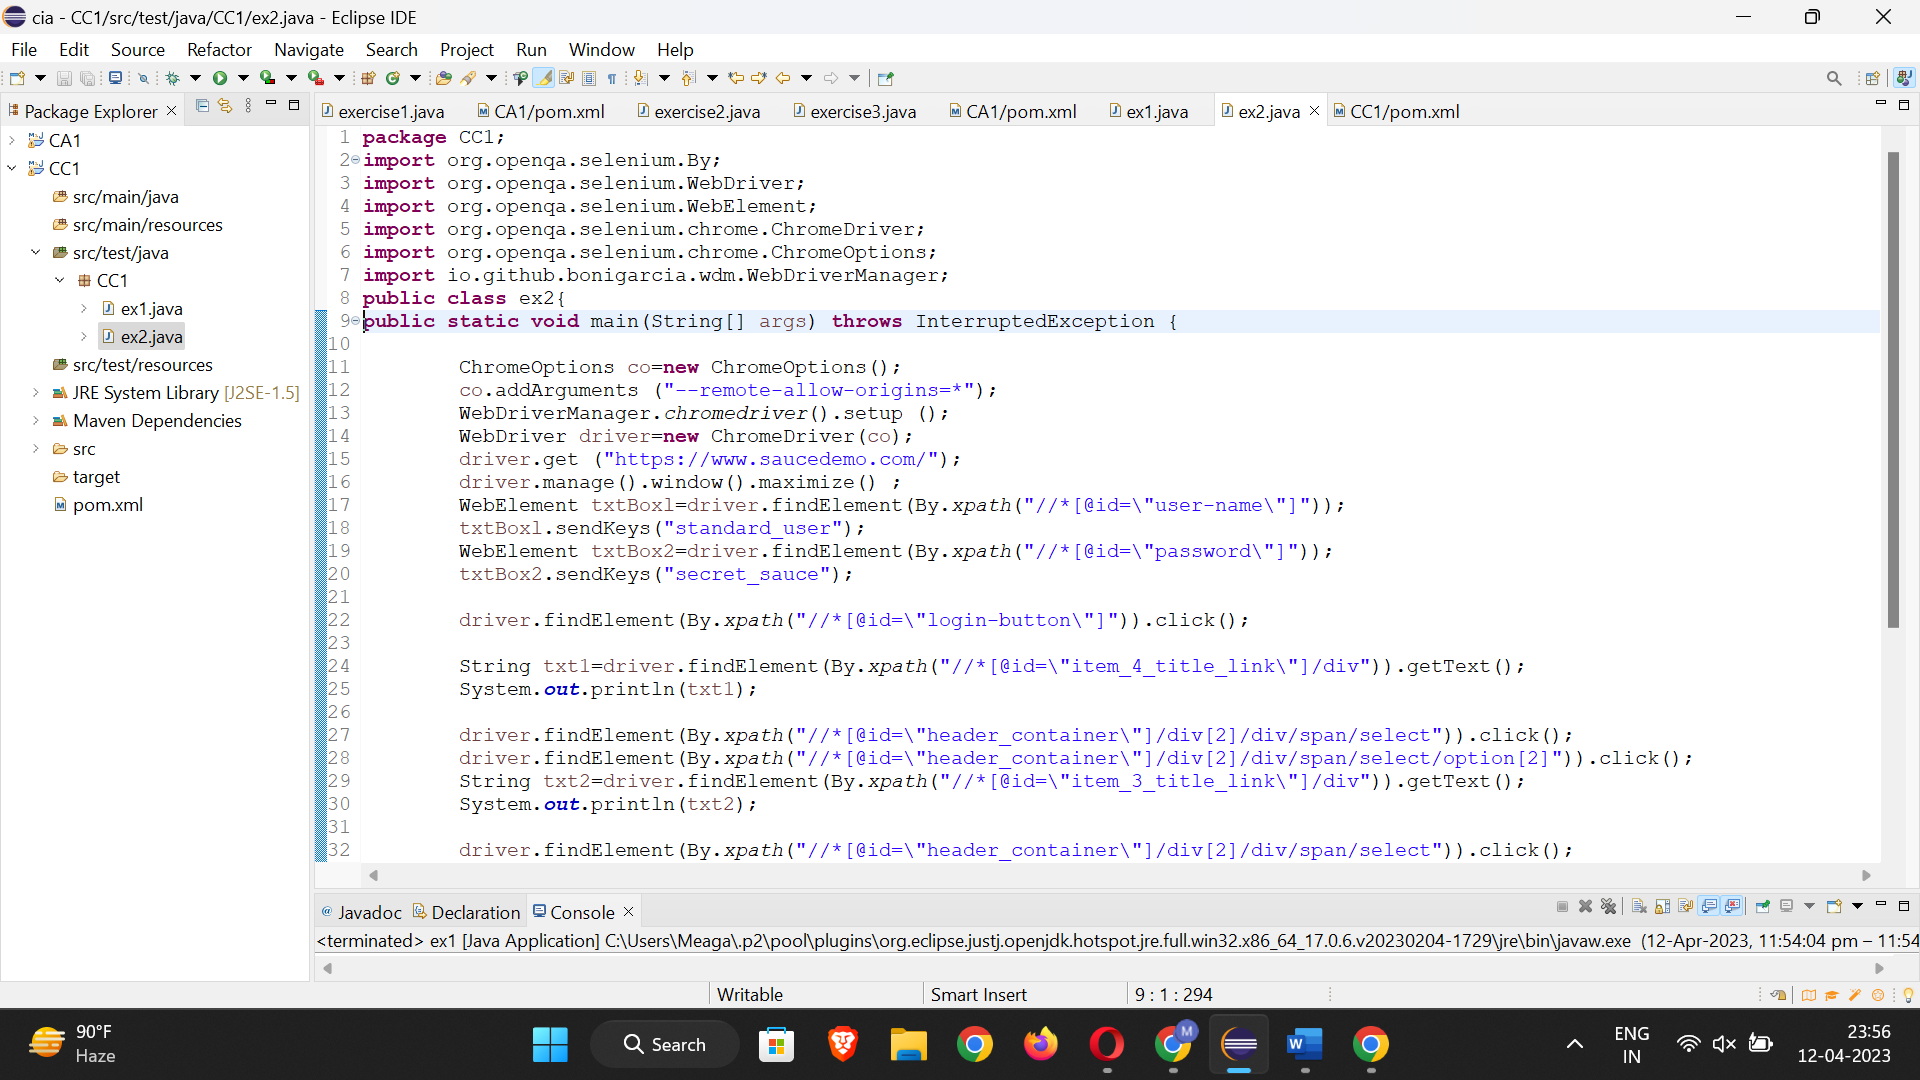 cia - CC1/src/test/java/CC1/ex2.java - Eclipse IDE
File Edit Source Refactor Navigate Search Project Run Window Help
Package Explorer
exercise1.java CA1/pom.xml exercise2.java exercise3.java CA1/pom.xml ex1.java ex2.java CC1/pom.xml
CA1
CC1
src/main/java
src/main/resources
src/test/java
CC1
ex1.java
ex2.java
src/test/resources
JRE System Library [J2SE-1.5]
Maven Dependencies
src
target
pom.xml
1 package CC1;
2 import org.openqa.selenium.By;
3 import org.openqa.selenium.WebDriver;
4 import org.openqa.selenium.WebElement;
5 import org.openqa.selenium.chrome.ChromeDriver;
6 import org.openqa.selenium.chrome.ChromeOptions;
7 import io.github.bonigarcia.wdm.WebDriverManager;
8 public class ex2{
9 public static void main(String[] args) throws InterruptedException {
10
11 ChromeOptions co=new ChromeOptions();
12 co.addArguments ("--remote-allow-origins=*");
13 WebDriverManager.chromedriver().setup ();
14 WebDriver driver=new ChromeDriver(co);
15 driver.get ("https://www.saucedemo.com/");
16 driver.manage().window().maximize() ;
17 WebElement txtBoxl=driver.findElement(By.xpath("//*[@id=\"user-name\"]"));
18 txtBoxl.sendKeys("standard_user");
19 WebElement txtBox2=driver.findElement(By.xpath("//*[@id=\"password\"]"));
20 txtBox2.sendKeys("secret_sauce");
21
22 driver.findElement(By.xpath("//*[@id=\"login-button\"]")).click();
23
24 String txt1=driver.findElement(By.xpath("//*[@id=\"item_4_title_link\"]/div")).getText();
25 System.out.println(txt1);
26
27 driver.findElement(By.xpath("//*[@id=\"header_container\"]/div[2]/div/span/select")).click();
28 driver.findElement(By.xpath("//*[@id=\"header_container\"]/div[2]/div/span/select/option[2]")).click();
29 String txt2=driver.findElement(By.xpath("//*[@id=\"item_3_title_link\"]/div")).getText();
30 System.out.println(txt2);
31
32 driver.findElement(By.xpath("//*[@id=\"header_container\"]/div[2]/div/span/select")).click();
Javadoc Declaration Console
<terminated> ex1 [Java Application] C:\Users\Meaga\.p2\pool\plugins\org.eclipse.justj.openjdk.hotspot.jre.full.win32.x86_64_17.0.6.v20230204-1729\jre\bin\javaw.exe (12-Apr-2023, 11:54:04 pm – 11:54
Writable Smart Insert 9 : 1 : 294
90°F
Haze
Search
M
ENG
IN
23:56
12-04-2023